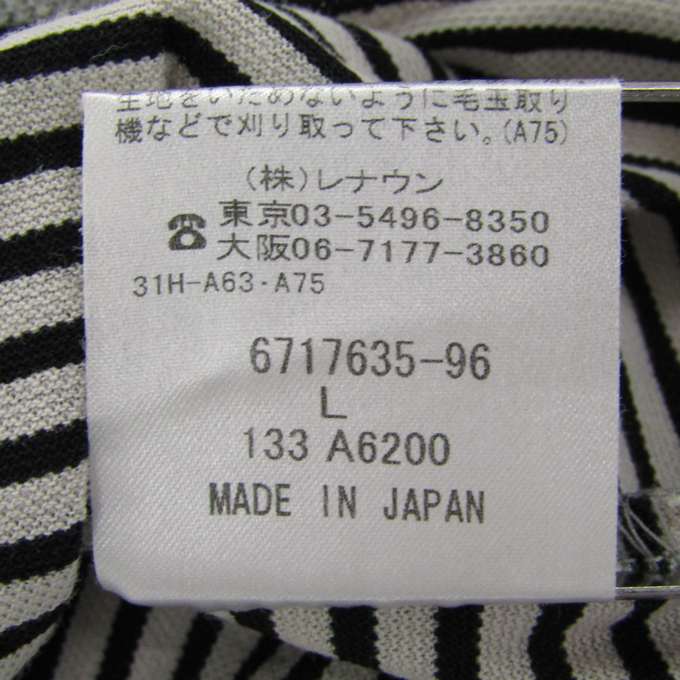 生地をいためないように毛玉取り
機などで刈り取って下さい。(A75)
(株)レナウン
☎東京03-5496-8350
大阪06-7177-3860
31H-A63・A75
6717635-96
L
133 A6200
MADE IN JAPAN